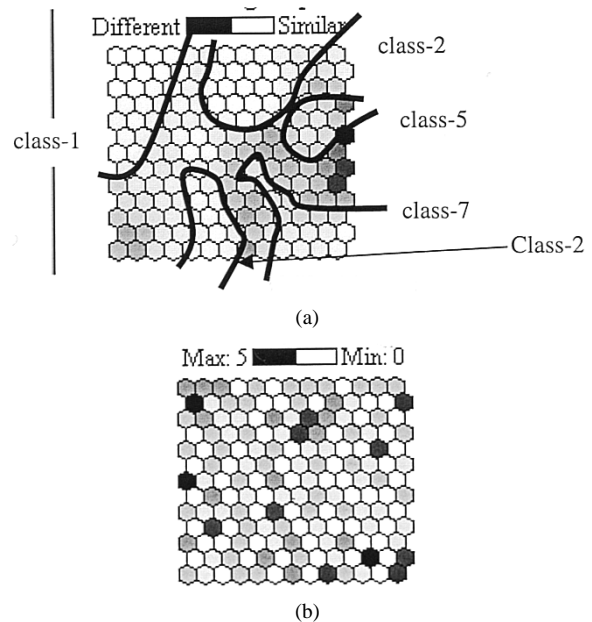 Different Similar
class-2
class-5
class-1
class-7
Class-2
(a)
Max: 5 Min: 0
(b)